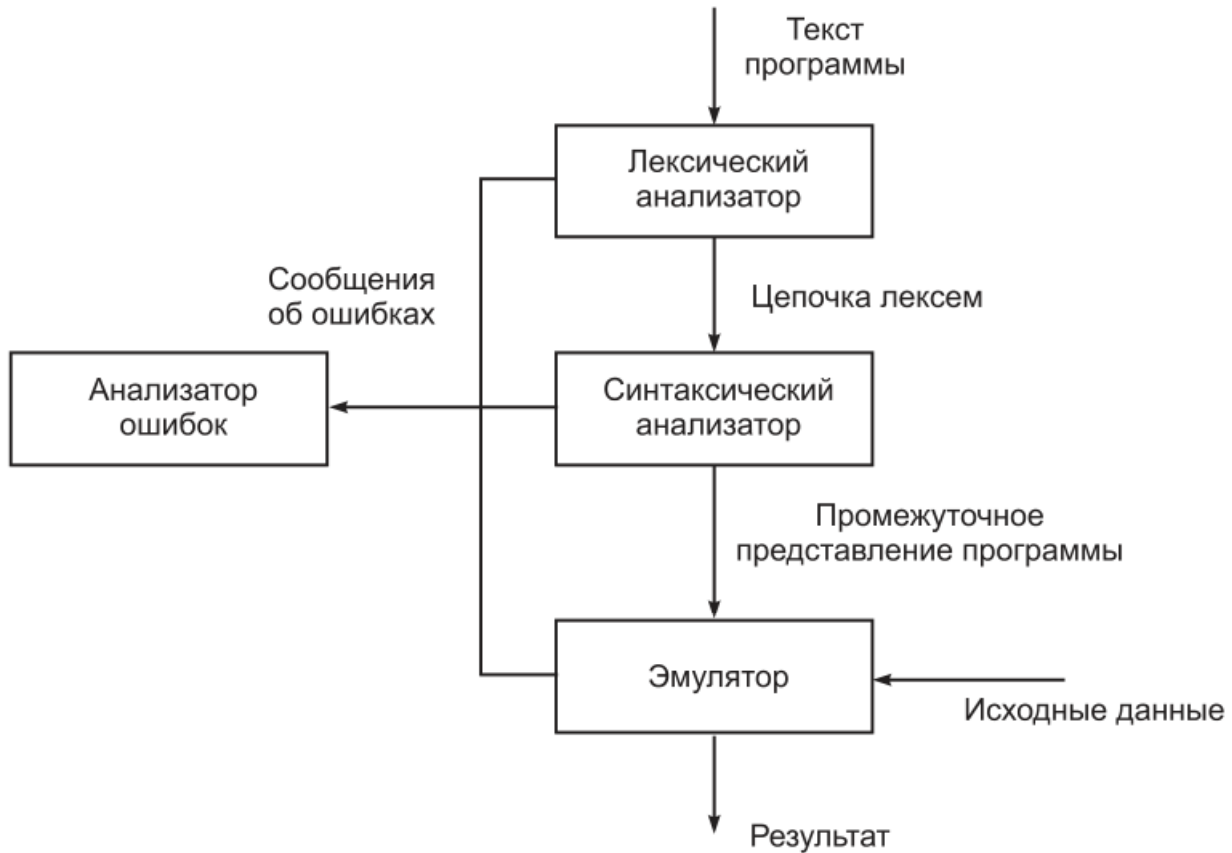 Текст
программы
Лексический
анализатор
Сообщения
об ошибках
Цепочка лексем
Анализатор
ошибок
Синтаксический
анализатор
Промежуточное
представление программы
Эмулятор
Исходные данные
Результат